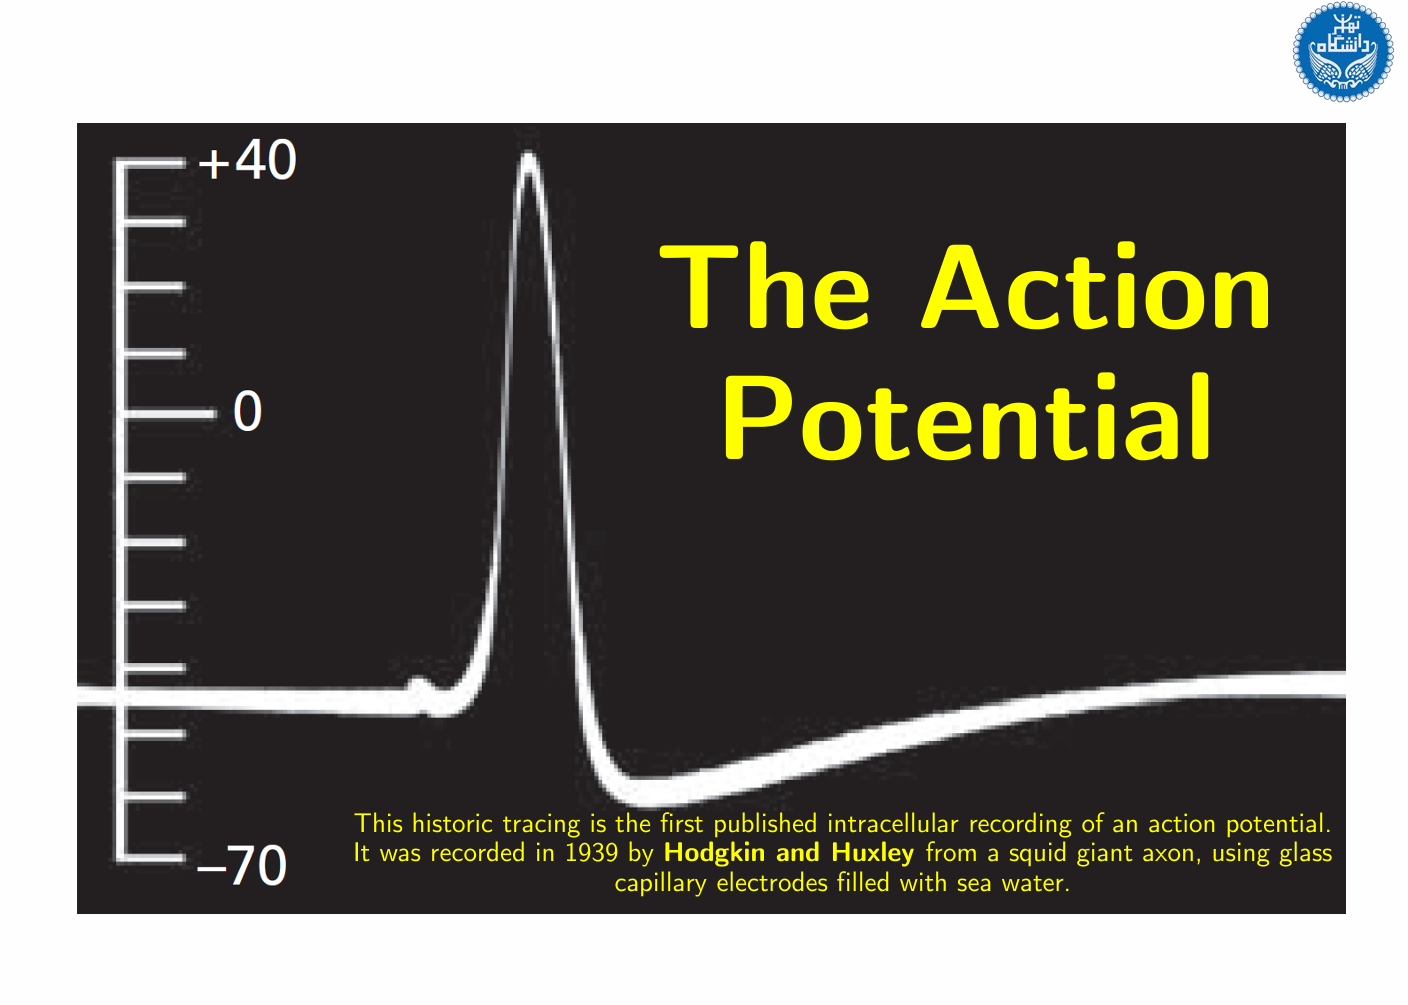 دانشگاه
تهران
+40
0
–70
The Action
Potential
This historic tracing is the first published intracellular recording of an action potential.
It was recorded in 1939 by Hodgkin and Huxley from a squid giant axon, using glass
capillary electrodes filled with sea water.